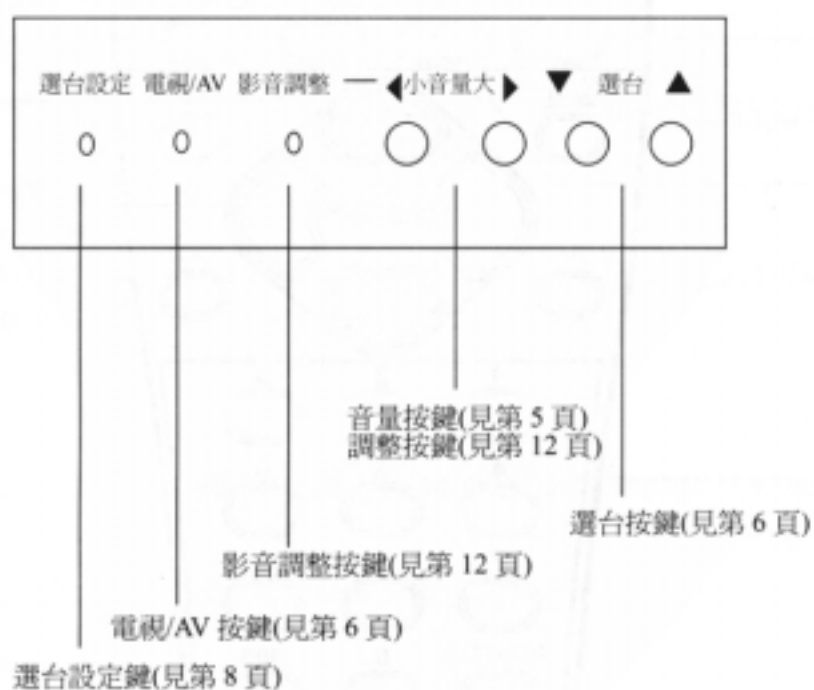 選台設定 電視/AV 影音調整 — ◀小音量大▶ ▼ 選台 ▲
音量按鍵(見第 5 頁)
調整按鍵(見第 12 頁)
選台按鍵(見第 6 頁)
影音調整按鍵(見第 12 頁)
電視/AV 按鍵(見第 6 頁)
選台設定鍵(見第 8 頁)